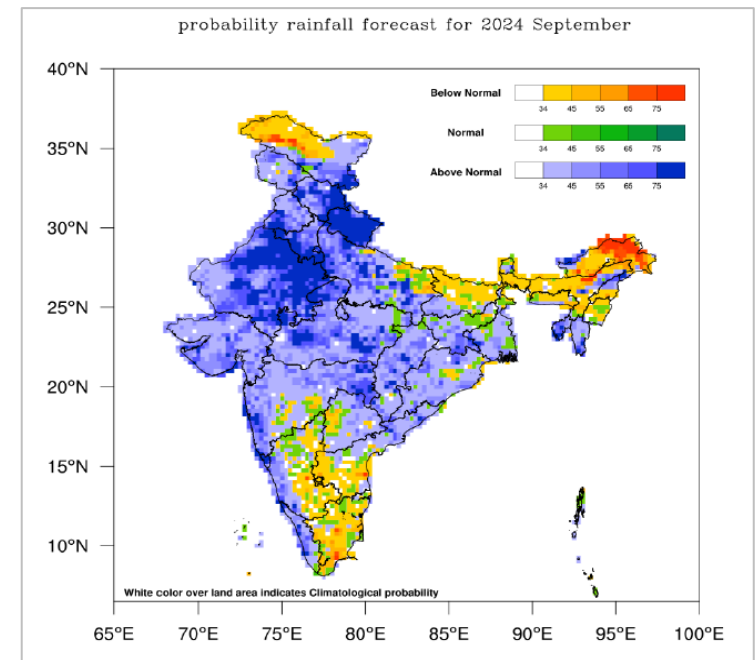 probability rainfall forecast for 2024 September
40°N
35°N
30°N
25°N
20°N
15°N
10°N
Below Normal
34 45 55 65 75
Normal
34 45 55 65 75
Above Normal
34 45 55 65 75
White color over land area indicates Climatological probability
65°E 70°E 75°E 80°E 85°E 90°E 95°E 100°E